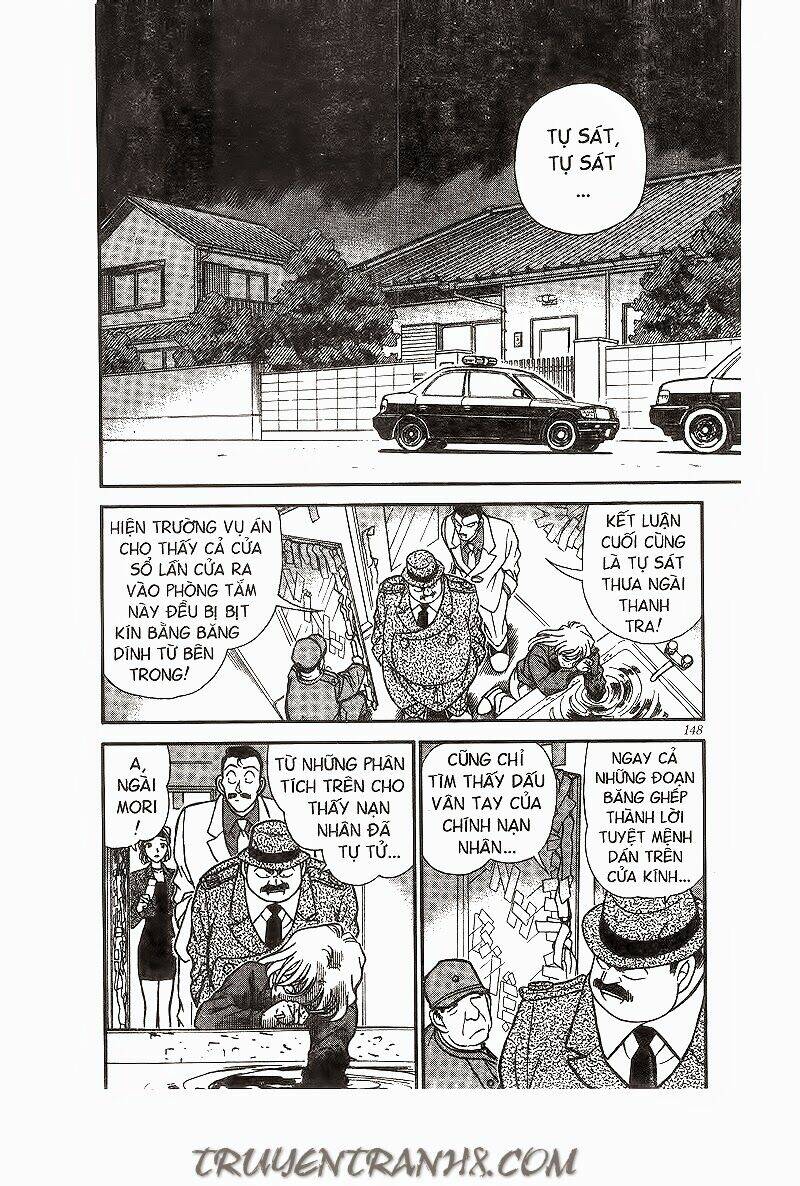 TỰ SÁT,
TỰ SÁT
...
KẾT LUẬN
CUỐI CÙNG
LÀ TỰ SÁT
THƯA NGÀI
THANH
TRA!
HIỆN TRƯỜNG VỤ ÁN
CHO THẤY CẢ CỬA
SỔ LẪN CỬA RA
VÀO PHÒNG TẮM
NÀY ĐỀU BỊ BỊT
KÍN BẰNG BĂNG
DÍNH TỪ BÊN
TRONG!
148
NGAY CẢ
NHỮNG ĐOẠN
BĂNG GHÉP
THÀNH LỜI
TUYỆT MỆNH
DÁN TRÊN
CỬA KÍNH...
CŨNG CHỈ
TÌM THẤY DẤU
VÂN TAY CỦA
CHÍNH NẠN
NHÂN...
TỪ NHỮNG PHÂN
TÍCH TRÊN CHO
THẤY NẠN
NHÂN ĐÃ
TỰ TỬ...
A,
NGÀI
MORI
!
TRUYENTRANH8.COM